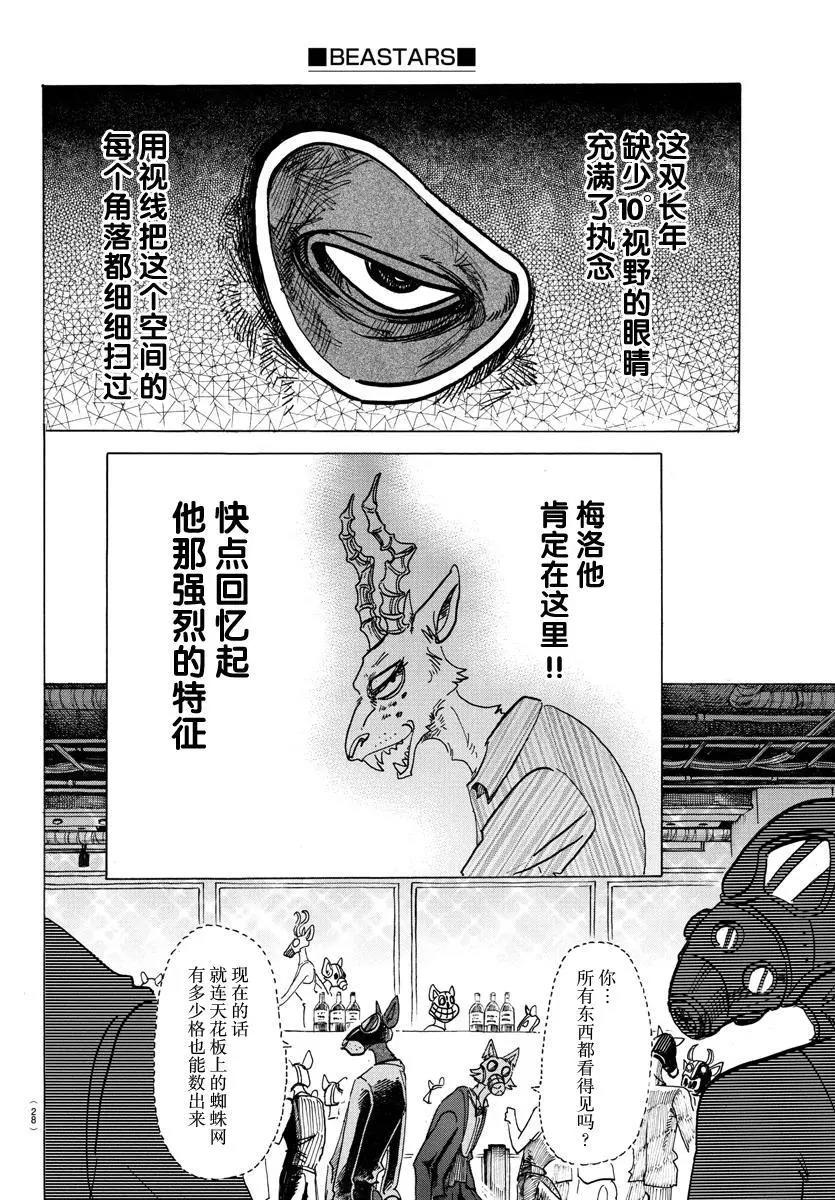 ■BEASTARS■
这双长年
缺少10°视野的眼睛
充满了执念
用视线把这个空间的
每个角落都细细扫过
梅洛他
肯定在这里!!
快点回忆起
他那强烈的特征
你…
所有东西都看得见吗?
现在的话
就连天花板上的蜘蛛网
有多少格也能数出来
(28)